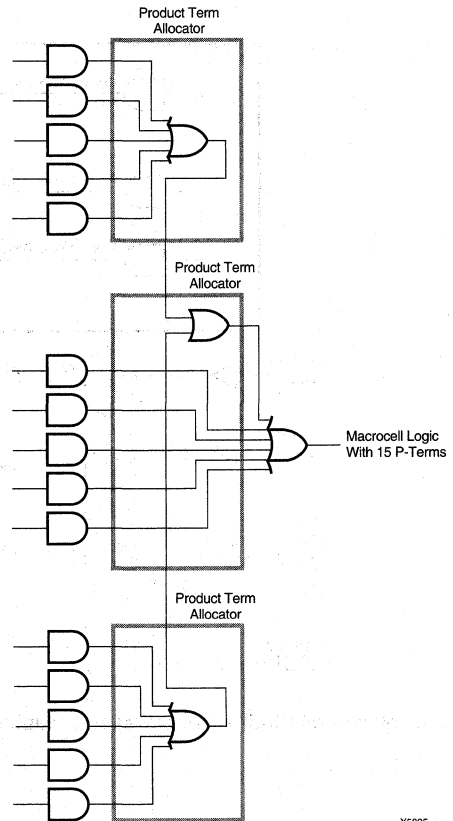 Product Term
Allocator
Product Term
Allocator
Macrocell Logic
With 15 P-Terms
Product Term
Allocator